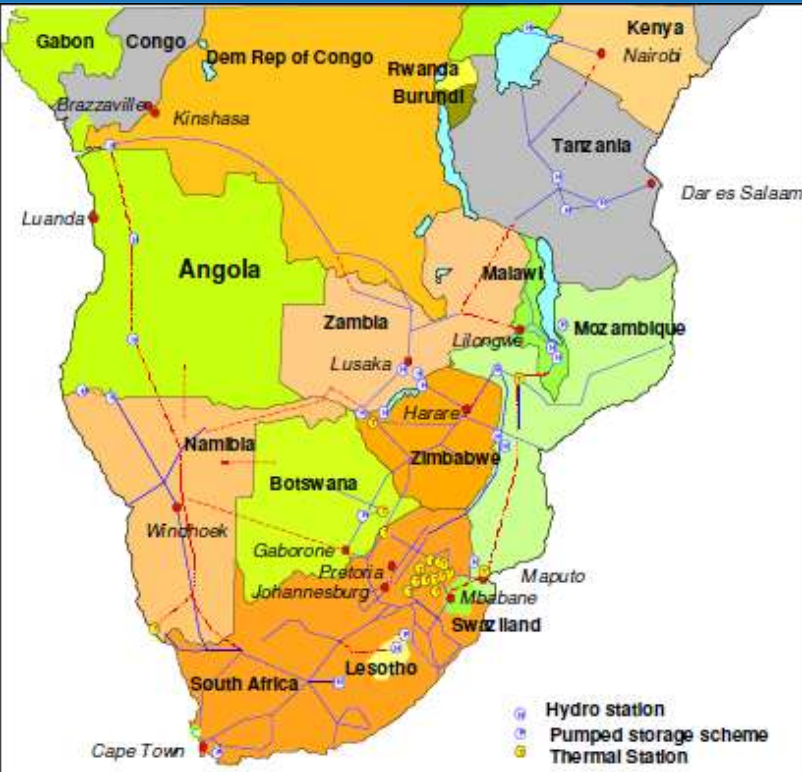 Gabon
Congo
Kenya
Dem Rep of Congo
Nairobi
Rwanda
Brazzaville
Burundi
Kinshasa
Tanzania
Dar es Salaam
Luanda
Angola
Malawi
Zambia
Mozambique
Lilongwe
Lusaka
Harare
Namibia
Zimbabwe
Botswana
Windhoek
Gaborone
Pretoria
Maputo
Johannesburg
Mbabane
Swaziland
Lesotho
South Africa
Hydro station
Pumped storage scheme
Cape Town
Thermal Station